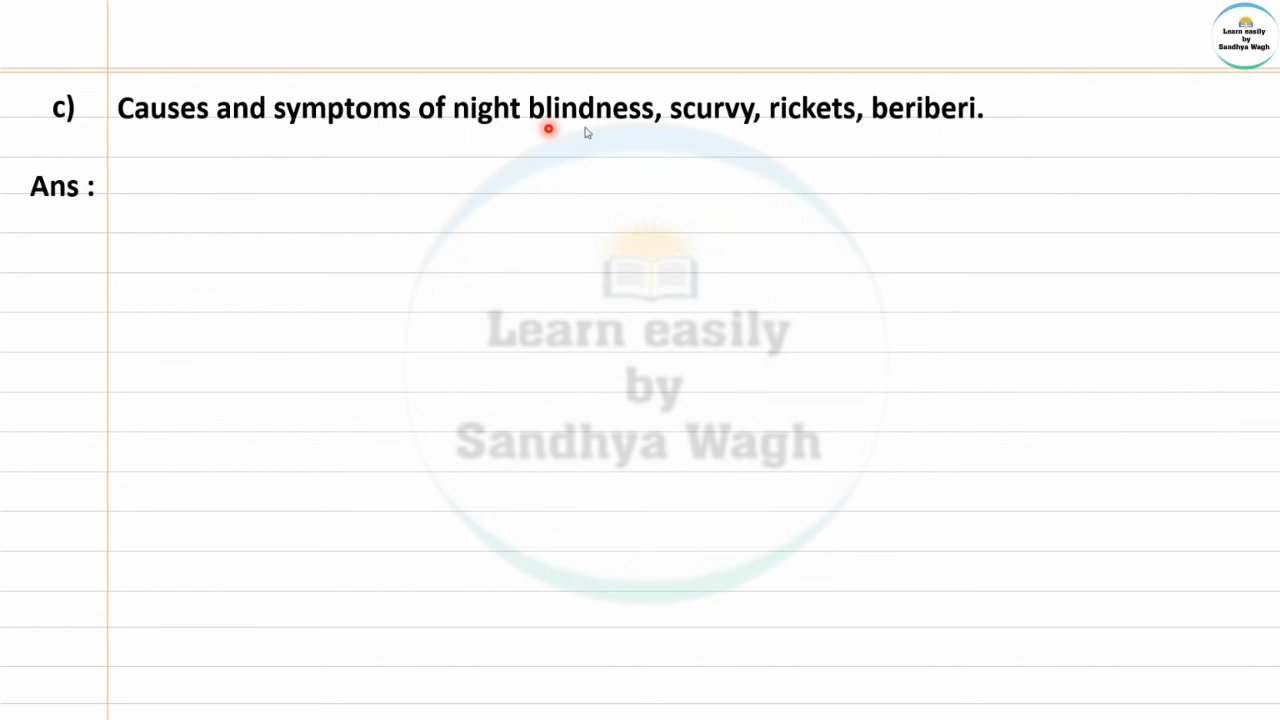 Learn easily
by
Sandhya Wagh
c) Causes and symptoms of night blindness, scurvy, rickets, beriberi.
Ans :
Learn easily
by
Sandhya Wagh